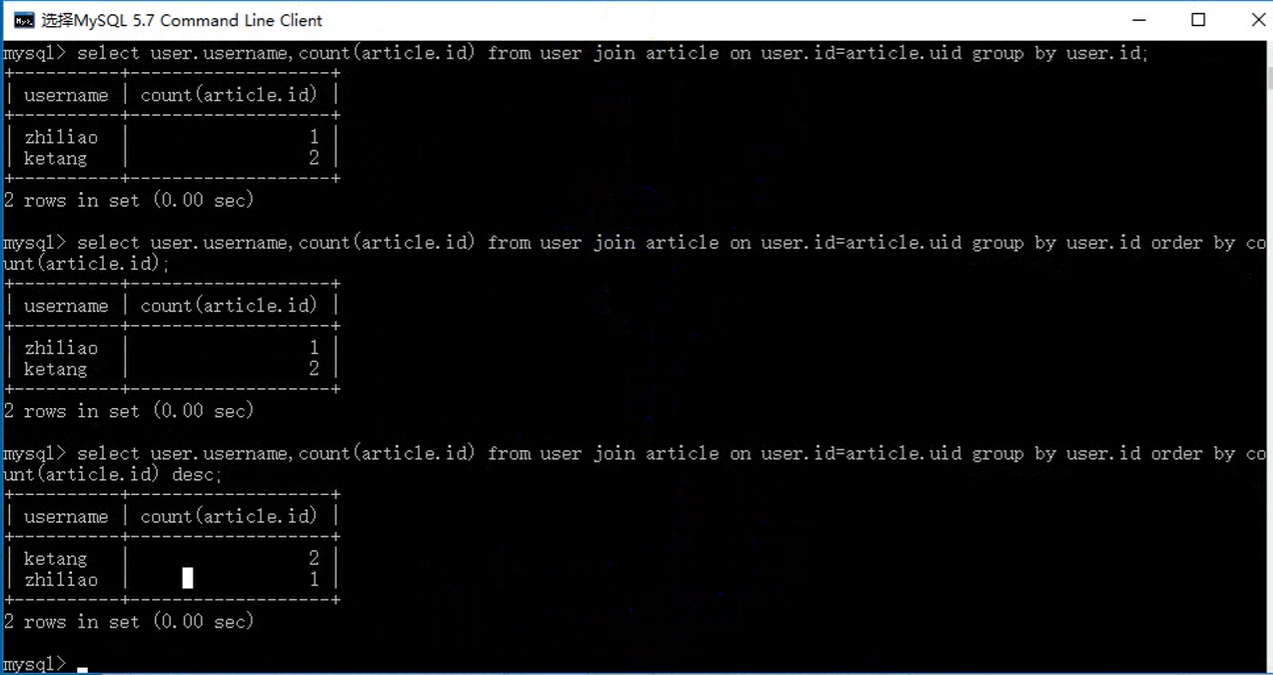 选择MySQL 5.7 Command Line Client
mysql> select user.username,count(article.id) from user join article on user.id=article.uid group by user.id;
+----------+-------------------+
| username | count(article.id) |
+----------+-------------------+
| zhiliao  |                 1 |
| ketang   |                 2 |
+----------+-------------------+
2 rows in set (0.00 sec)
mysql> select user.username,count(article.id) from user join article on user.id=article.uid group by user.id order by co
unt(article.id);
+----------+-------------------+
| username | count(article.id) |
+----------+-------------------+
| zhiliao  |                 1 |
| ketang   |                 2 |
+----------+-------------------+
2 rows in set (0.00 sec)
mysql> select user.username,count(article.id) from user join article on user.id=article.uid group by user.id order by co
unt(article.id) desc;
+----------+-------------------+
| username | count(article.id) |
+----------+-------------------+
| ketang   |                 2 |
| zhiliao  |                 1 |
+----------+-------------------+
2 rows in set (0.00 sec)
mysql>